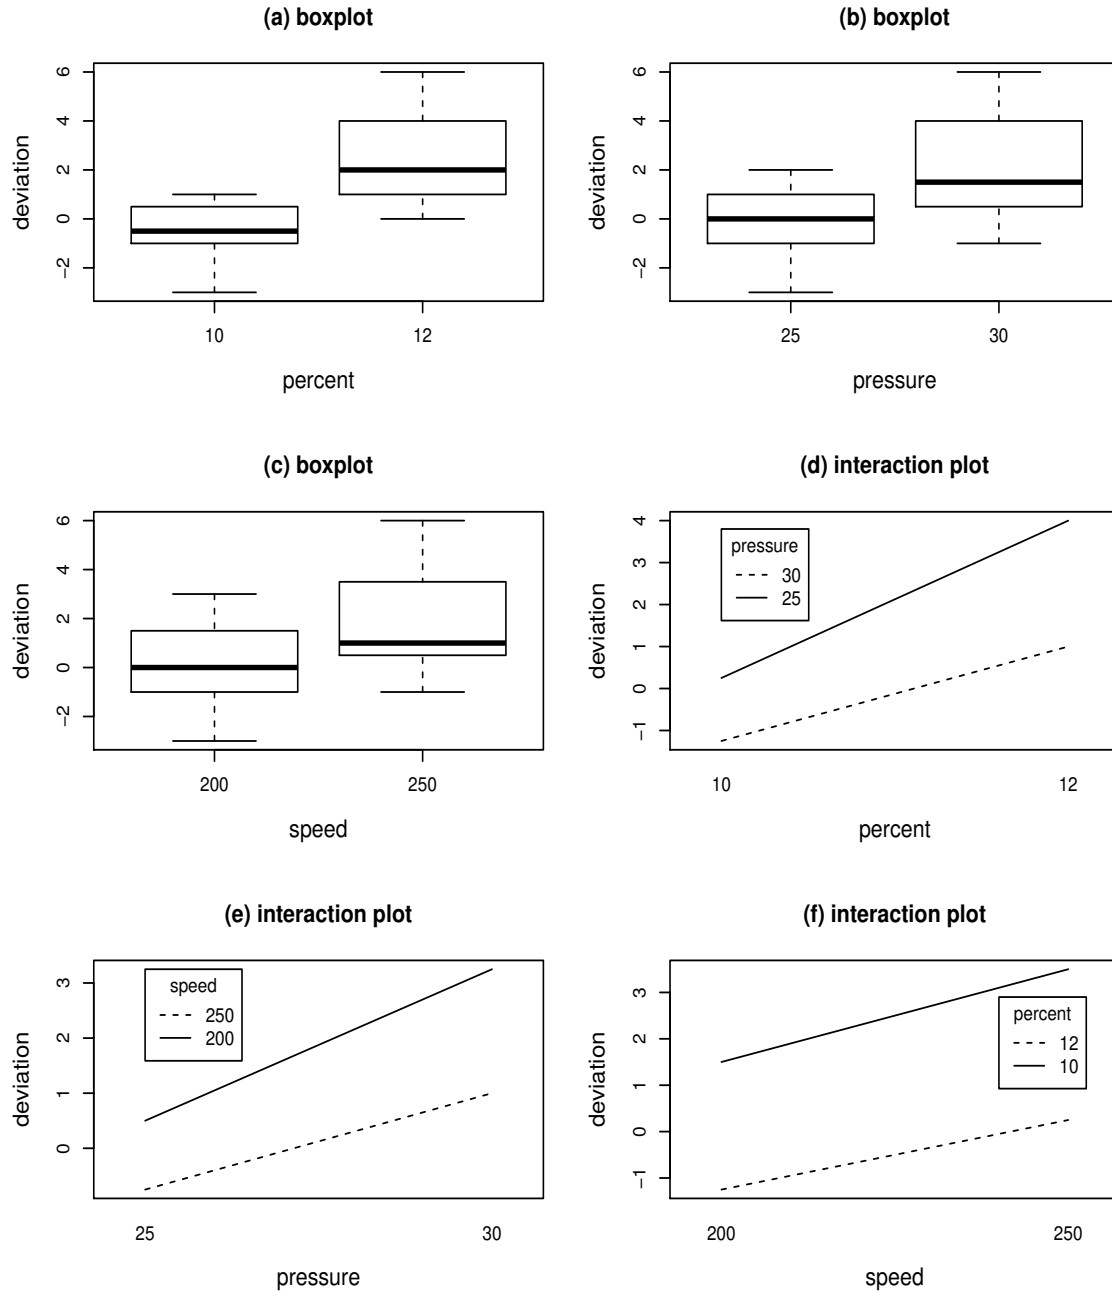 (a) boxplot
deviation
6
4
2
0
−2
10 12
percent
(b) boxplot
deviation
6
4
2
0
−2
25 30
pressure
(c) boxplot
deviation
6
4
2
0
−2
200 250
speed
(d) interaction plot
deviation
4
3
2
1
0
−1
pressure
30
25
10 12
percent
(e) interaction plot
deviation
3
2
1
0
speed
250
200
25 30
pressure
(f) interaction plot
deviation
3
2
1
0
−1
percent
12
10
200 250
speed